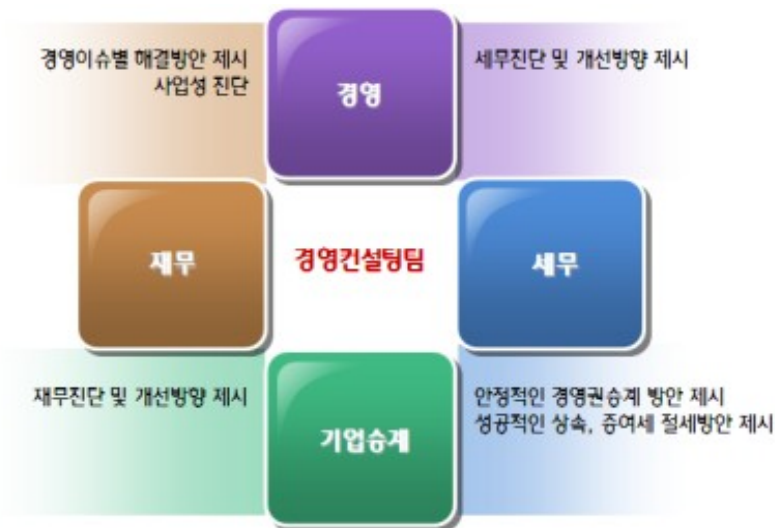 경영이슈별 해결방안 제시
사업성 진단
경영
세무진단 및 개선방향 제시
재무
경영컨설팅팀
세무
재무진단 및 개선방향 제시
기업승계
안정적인 경영권승계 방안 제시
성공적인 상속, 증여세 절세방안 제시